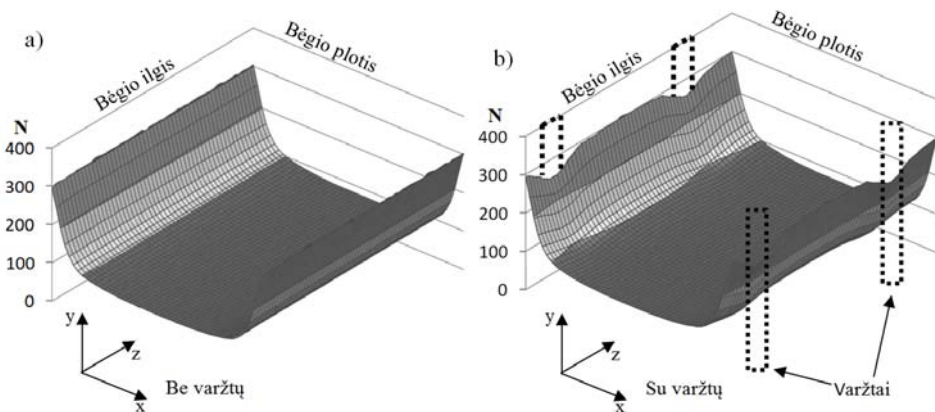 a)
Bėgio ilgis
Bėgio plotis
N
400
300
200
100
0
y
z
x
Be varžtų
b)
Bėgio ilgis
Bėgio plotis
N
400
300
200
100
0
y
z
x
Su varžtų
Varžtai